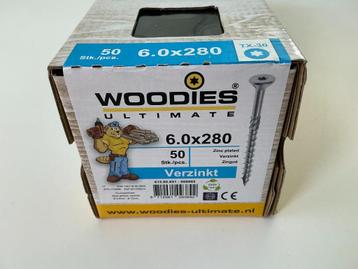 50
Stk./pcs.
6.0x280
TX-30
WOODIES
ULTIMATE
6.0x280
50
Stk./pcs.
Zinc plated
Verzinkt
Zingué
Verzinkt
CE
www.woodies-ultimate.nl